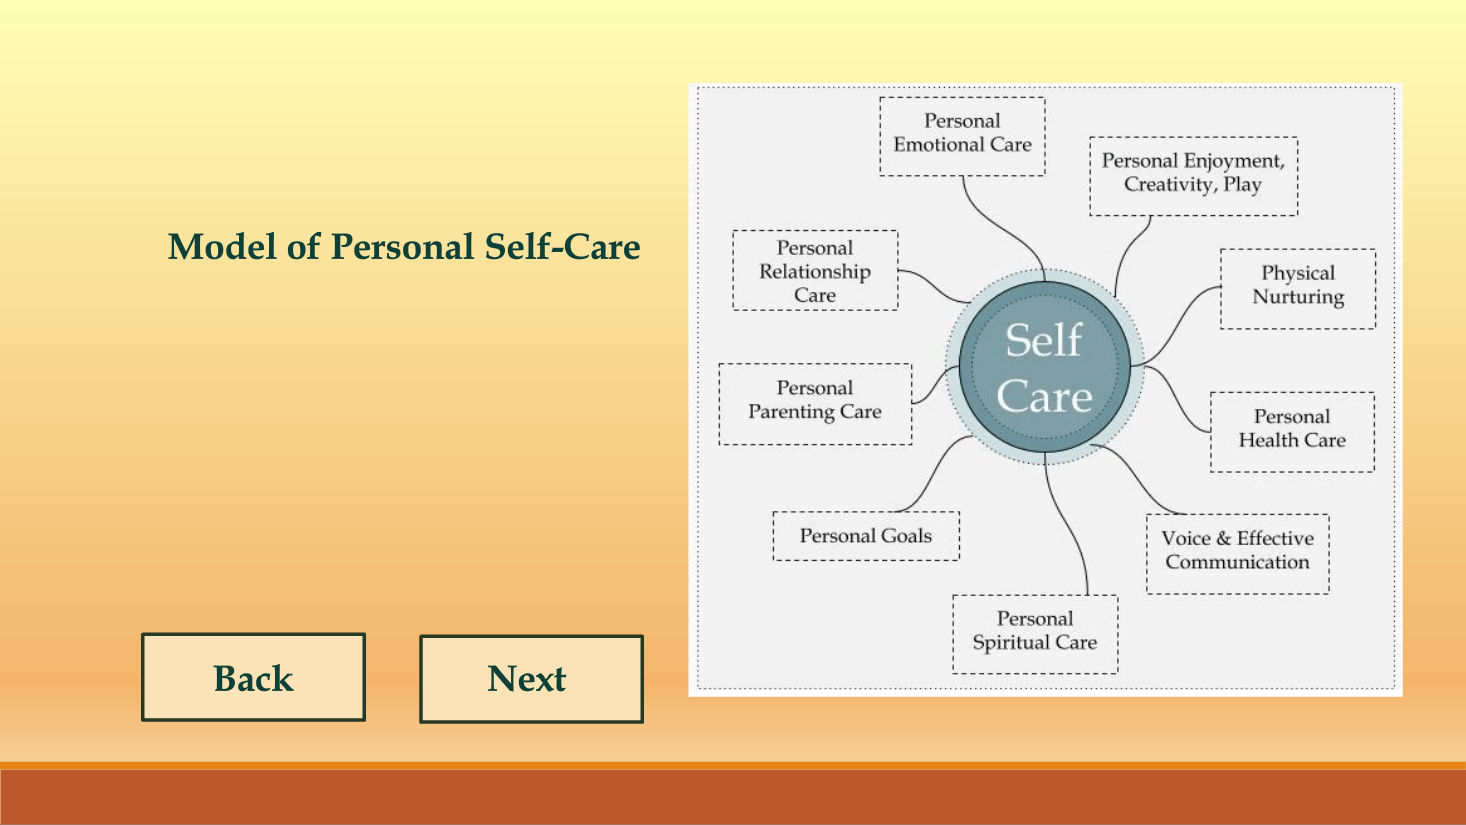 Model of Personal Self-Care
Personal
Emotional Care
Personal Enjoyment,
Creativity, Play
Personal
Relationship
Care
Physical
Nurturing
Self
Care
Personal
Parenting Care
Personal
Health Care
Personal Goals
Voice & Effective
Communication
Personal
Spiritual Care
Back
Next